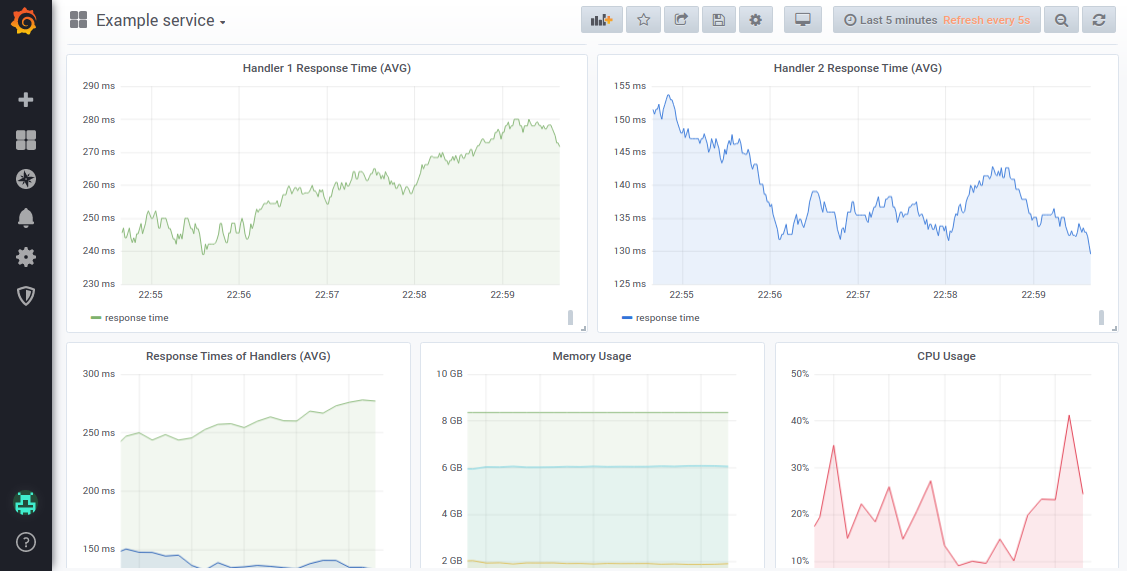 Example service
Last 5 minutes Refresh every 5s
Handler 1 Response Time (AVG)
290 ms
280 ms
270 ms
260 ms
250 ms
240 ms
230 ms
22:55 22:56 22:57 22:58 22:59
response time
Handler 2 Response Time (AVG)
155 ms
150 ms
145 ms
140 ms
135 ms
130 ms
125 ms
22:55 22:56 22:57 22:58 22:59
response time
Response Times of Handlers (AVG)
300 ms
250 ms
200 ms
150 ms
Memory Usage
10 GB
8 GB
6 GB
4 GB
2 GB
CPU Usage
50%
40%
30%
20%
10%
?